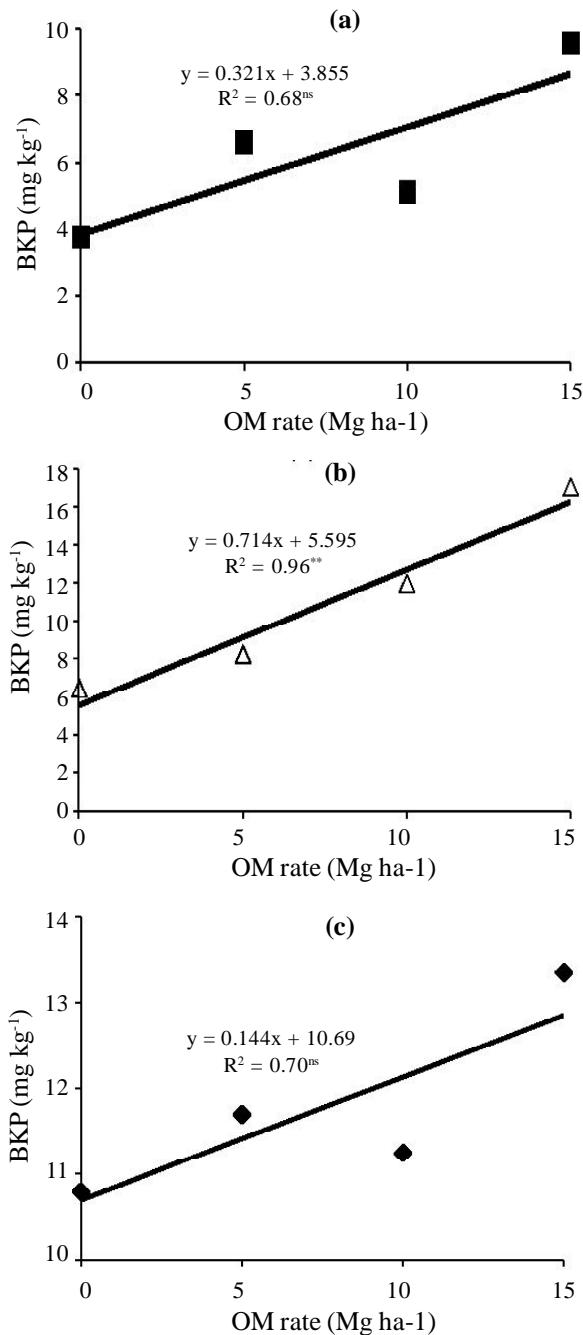 (a)
10
8
6
4
2
0
y = 0.321x + 3.855
R² = 0.68ⁿˢ
BKP (mg kg⁻¹)
0 5 10 15
OM rate (Mg ha-1)
(b)
18
16
14
12
10
8
6
4
2
0
y = 0.714x + 5.595
R² = 0.96**
BKP (mg kg⁻¹)
0 5 10 15
OM rate (Mg ha-1)
(c)
14
13
12
11
10
y = 0.144x + 10.69
R² = 0.70ⁿˢ
BKP (mg kg⁻¹)
0 5 10 15
OM rate (Mg ha-1)